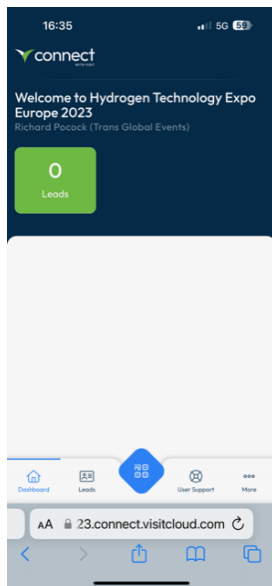 16:35
5G 59
connect
Welcome to Hydrogen Technology Expo
Europe 2023
Richard Pocock (Trans Global Events)
0
Leads
Dashboard
Leads
User Support
More
AA 23.connect.visitcloud.com